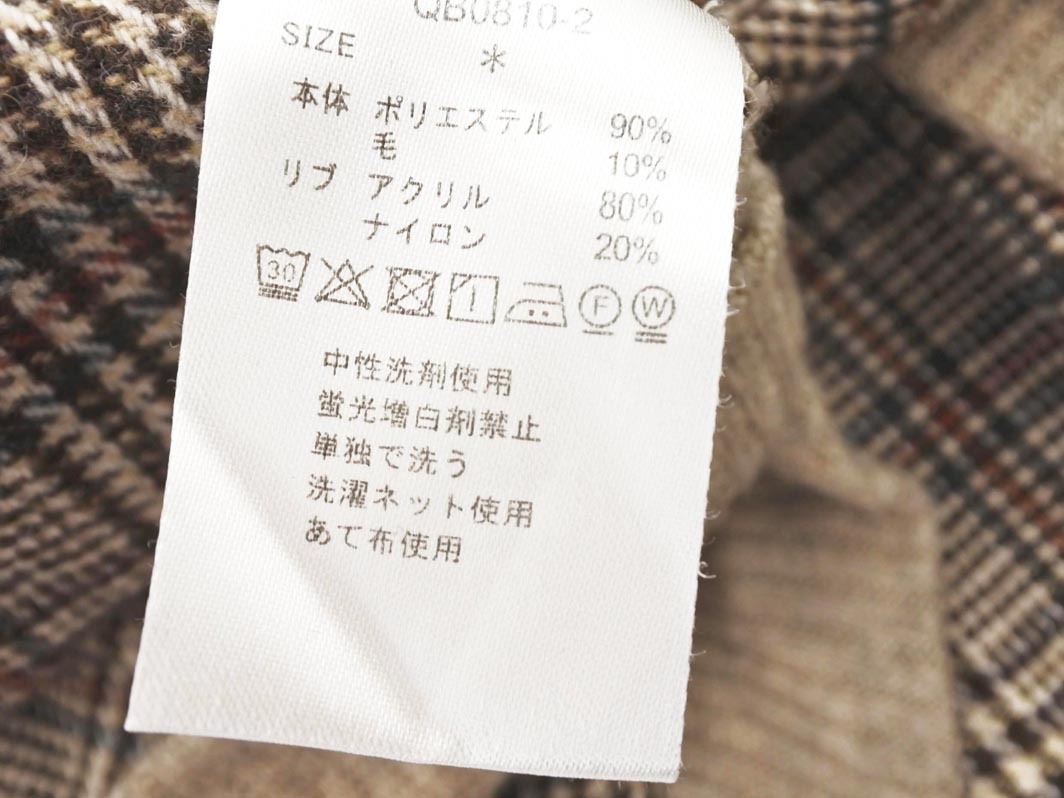 QB0810-2
SIZE *
本体 ポリエステル 90%
毛 10%
リブ アクリル 80%
ナイロン 20%
30 F W
中性洗剤使用
蛍光増白剤禁止
単独で洗う
洗濯ネット使用
あて布使用